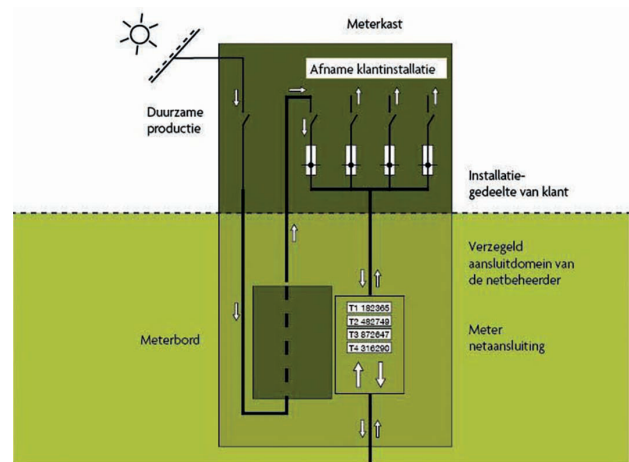 Meterkast
Afname klantinstallatie
Duurzame
productie
Installatie-
gedeelte van klant
Verzegeld
aansluitdomein van
de netbeheerder
T1 182365
T2 482749
T3 872647
T4 316290
Meterbord
Meter
netaansluiting